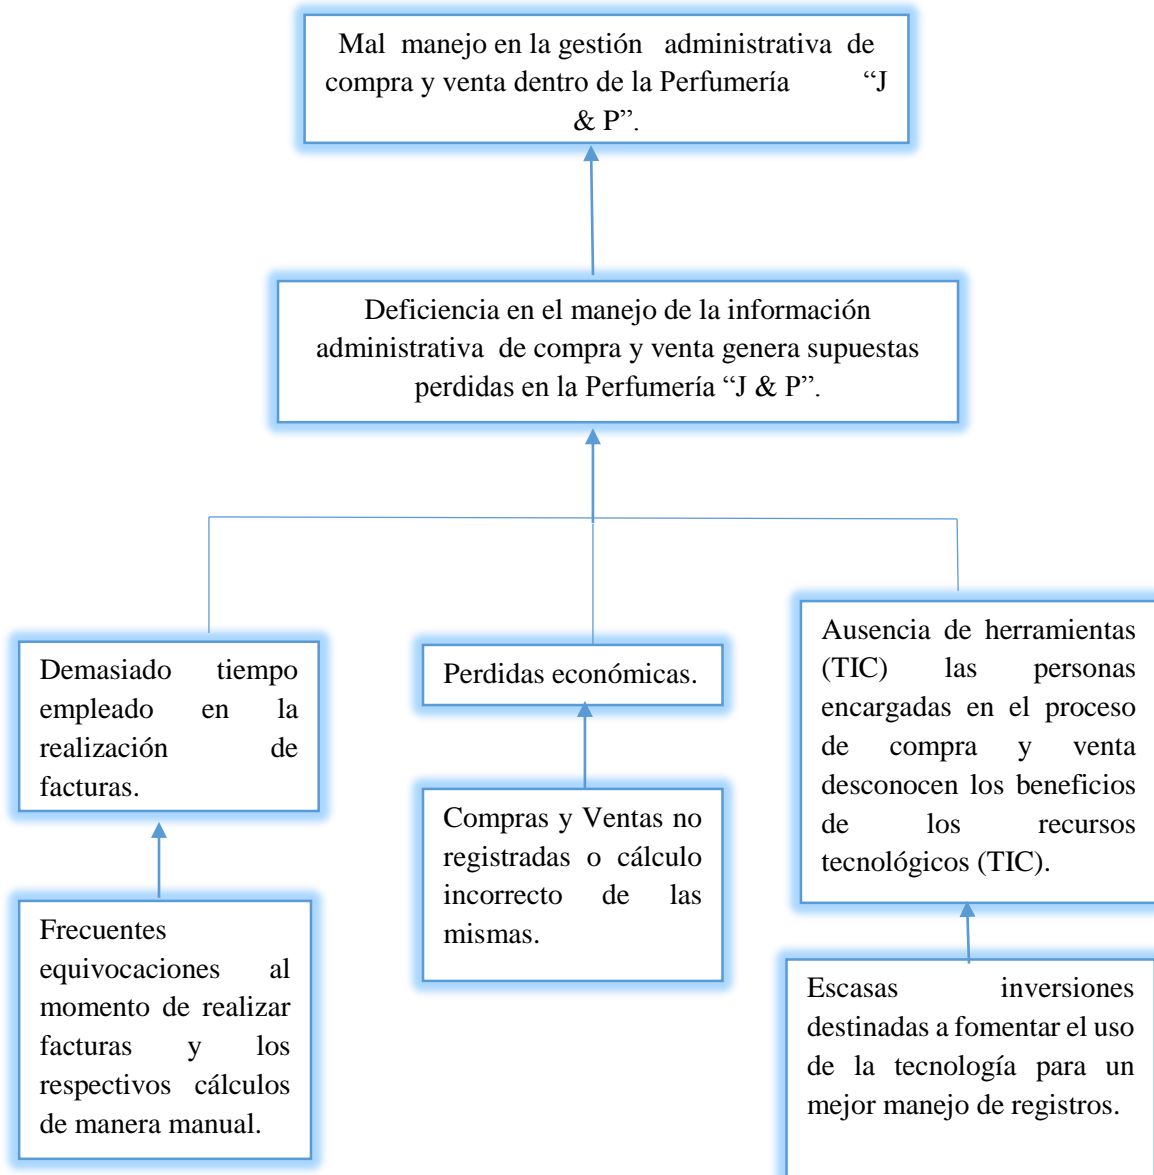 Mal manejo en la gestión administrativa de
compra y venta dentro de la Perfumería “J
& P”.
Deficiencia en el manejo de la información
administrativa de compra y venta genera supuestas
perdidas en la Perfumería “J & P”.
Demasiado tiempo
empleado en la
realización de
facturas.
Perdidas económicas.
Ausencia de herramientas
(TIC) las personas
encargadas en el proceso
de compra y venta
desconocen los beneficios
de los recursos
tecnológicos (TIC).
Frecuentes
equivocaciones al
momento de realizar
facturas y los
respectivos cálculos
de manera manual.
Compras y Ventas no
registradas o cálculo
incorrecto de las
mismas.
Escasas inversiones
destinadas a fomentar el uso
de la tecnología para un
mejor manejo de registros.